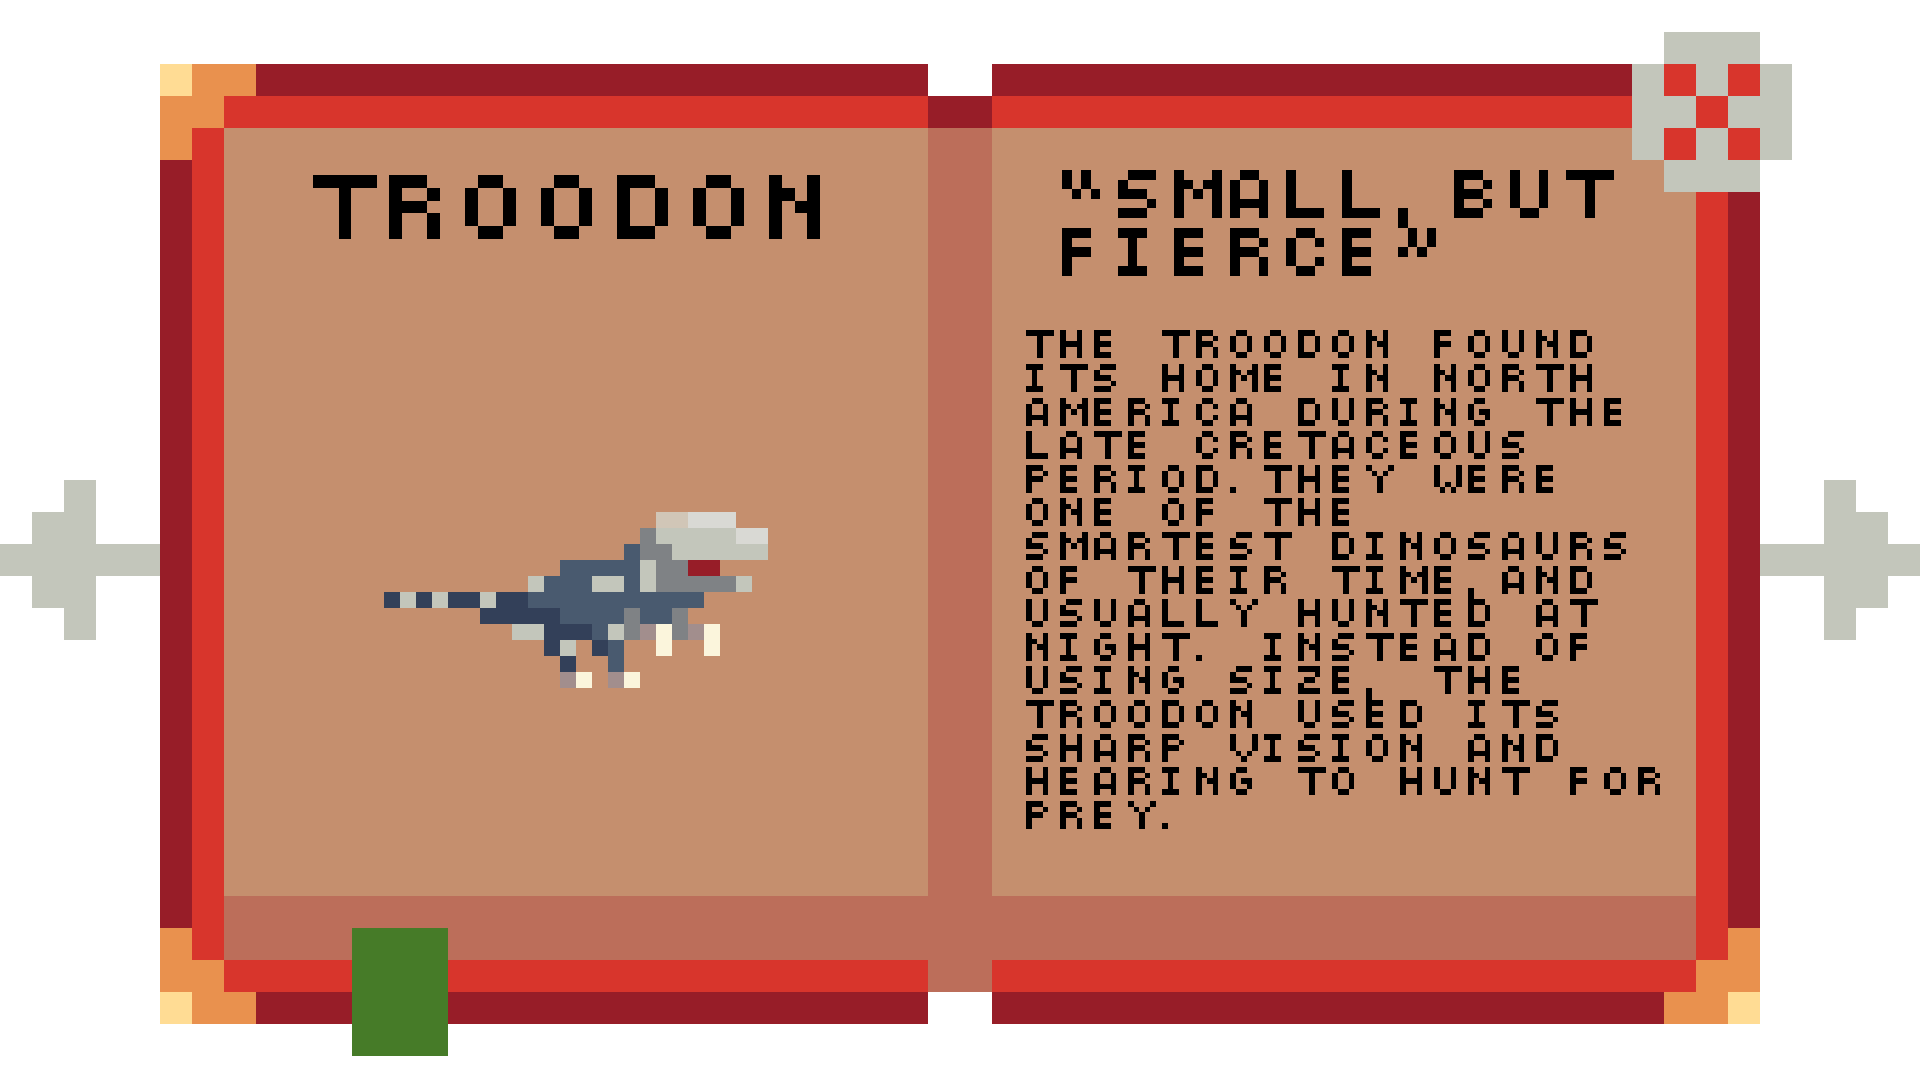 TROODON
"SMALL, BUT
FIERCE"
THE TROODON FOUND
ITS HOME IN NORTH
AMERICA DURING THE
LATE CRETACEOUS
PERIOD. THEY WERE
ONE OF THE
SMARTEST DINOSAURS
OF THEIR TIME, AND
USUALLY HUNTED AT
NIGHT. INSTEAD OF
USING SIZE, THE
TROODON USED ITS
SHARP VISION AND
HEARING TO HUNT FOR
PREY.